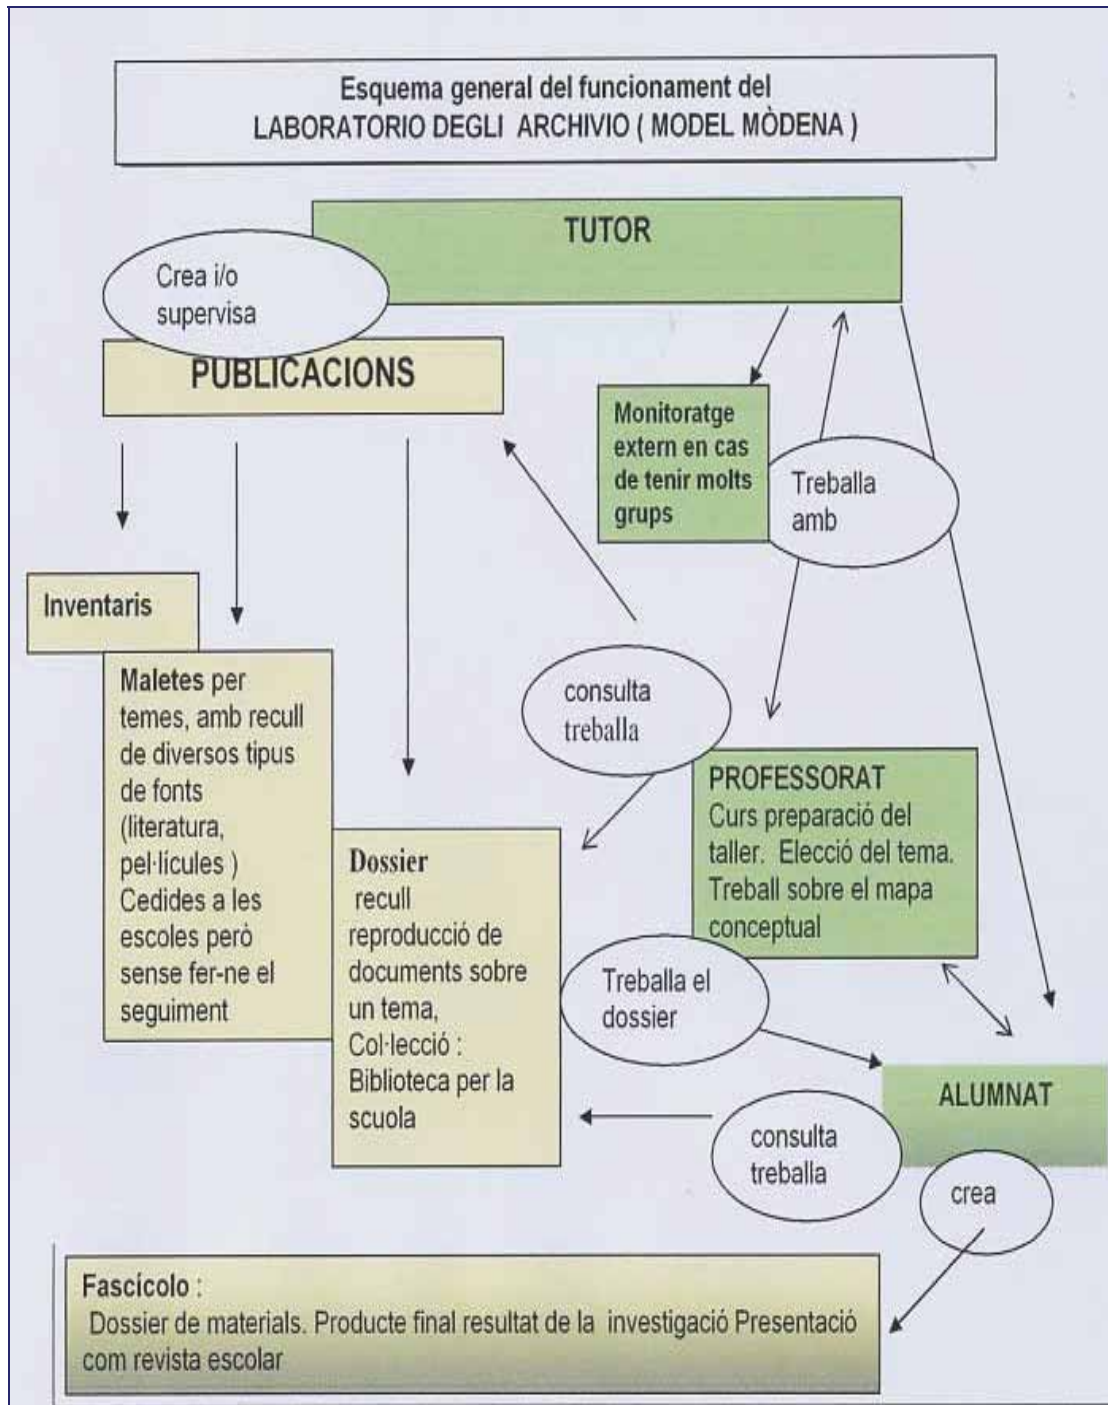 Esquema general del funcionament del
LABORATORIO DEGLI ARCHIVIO ( MODEL MÒDENA )
TUTOR
Crea i/o
supervisa
PUBLICACIONS
Monitoratge
extern en cas
de tenir molts
grups
Treballa
amb
Inventaris
Maletes per
temes, amb recull
de diversos tipus
de fonts
(literatura,
pel·lícules )
Cedides a les
escoles però
sense fer-ne el
seguiment
consulta
treballa
PROFESSORAT
Curs preparació del
taller. Elecció del tema.
Treball sobre el mapa
conceptual
Dossier
recull
reproducció de
documents sobre
un tema,
Col·lecció :
Biblioteca per la
scuola
Treballa el
dossier
ALUMNAT
consulta
treballa
crea
Fascícolo :
Dossier de materials. Producte final resultat de la investigació Presentació
com revista escolar